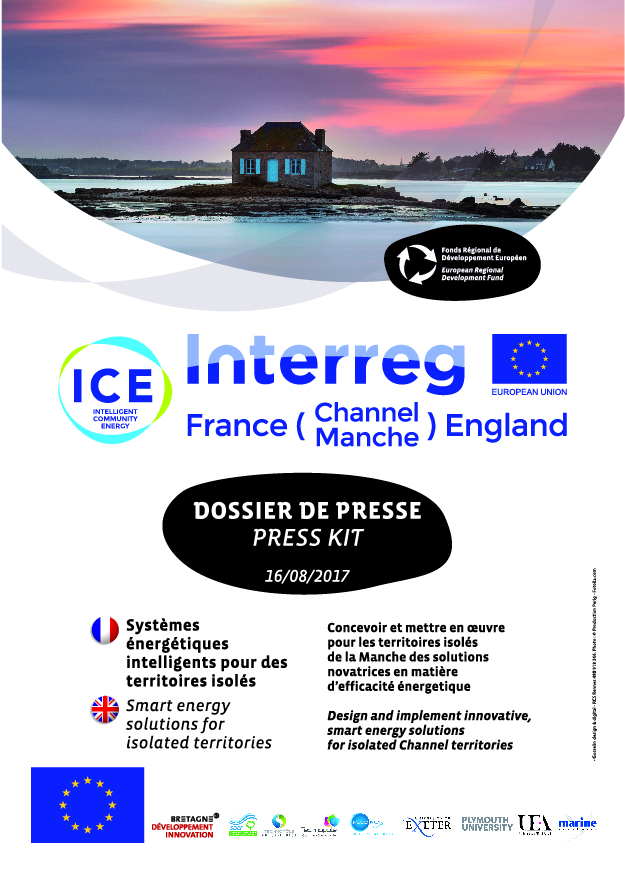 Fonds Régional de
Développement Européen
European Regional
Development Fund
ICE
INTELLIGENT
COMMUNITY
ENERGY
Interreg
EUROPEAN UNION
France ( Channel Manche ) England
DOSSIER DE PRESSE
PRESS KIT
16/08/2017
Systèmes
énergétiques
intelligents pour des
territoires isolés
Smart energy
solutions for
isolated territories
Concevoir et mettre en œuvre
pour les territoires isolés
de la Manche des solutions
novatrices en matière
d'efficacité énergetique
Design and implement innovative,
smart energy solutions
for isolated Channel territories
BRETAGNE
DÉVELOPPEMENT
INNOVATION
EXETER
PLYMOUTH
UNIVERSITY
UEA
marine